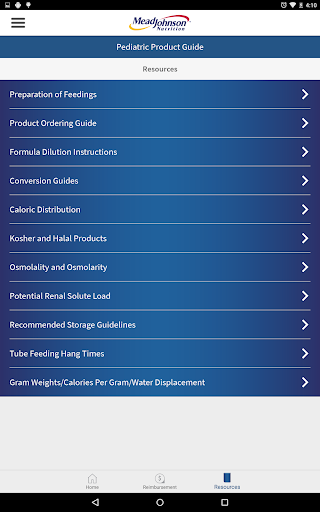 4:10
MeadJohnson
Nutrition
Pediatric Product Guide
Resources
Preparation of Feedings
Product Ordering Guide
Formula Dilution Instructions
Conversion Guides
Caloric Distribution
Kosher and Halal Products
Osmolality and Osmolarity
Potential Renal Solute Load
Recommended Storage Guidelines
Tube Feeding Hang Times
Gram Weights/Calories Per Gram/Water Displacement
Home Reimbursement Resources